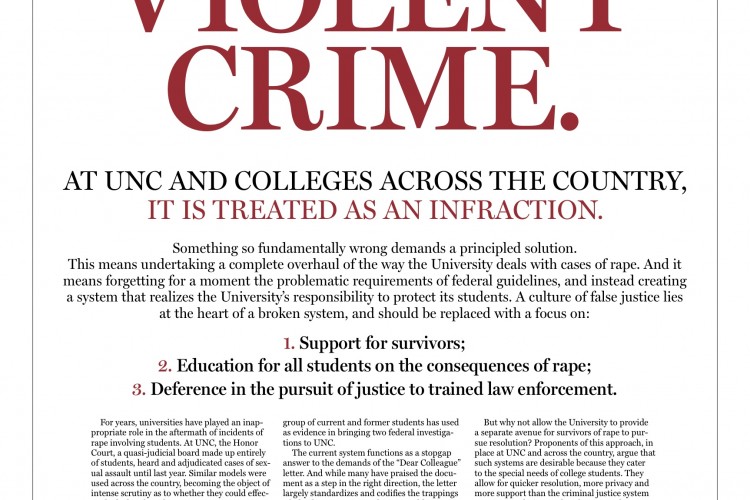 VIOLENT
CRIME.
AT UNC AND COLLEGES ACROSS THE COUNTRY,
IT IS TREATED AS AN INFRACTION.
Something so fundamentally wrong demands a principled solution.
This means undertaking a complete overhaul of the way the University deals with cases of rape. And it
means forgetting for a moment the problematic requirements of federal guidelines, and instead creating
a system that realizes the University’s responsibility to protect its students. A culture of false justice lies
at the heart of a broken system, and should be replaced with a focus on:
1. Support for survivors;
2. Education for all students on the consequences of rape;
3. Deference in the pursuit of justice to trained law enforcement.
For years, universities have played an inap-
propriate role in the aftermath of incidents of
rape involving students. At UNC, the Honor
Court, a quasi-judicial board made up entirely
of students, heard and adjudicated cases of sex-
ual assault until last year. Similar models were
used across the country, becoming the object of
intense scrutiny as to whether they could effec-
group of current and former students has used
as evidence in bringing two federal investiga-
tions to UNC.
The current system functions as a stopgap
answer to the demands of the “Dear Colleague”
letter. And while many have praised the docu-
ment as a step in the right direction, the letter
largely standardizes and codifies the trappings
But why not allow the University to provide
a separate avenue for survivors of rape to pur-
sue resolution? Proponents of this approach, in
place at UNC and across the country, argue that
such systems are desirable because they cater
to the special needs of college students. They
allow for quicker resolution, more privacy and
more support than the criminal justice system